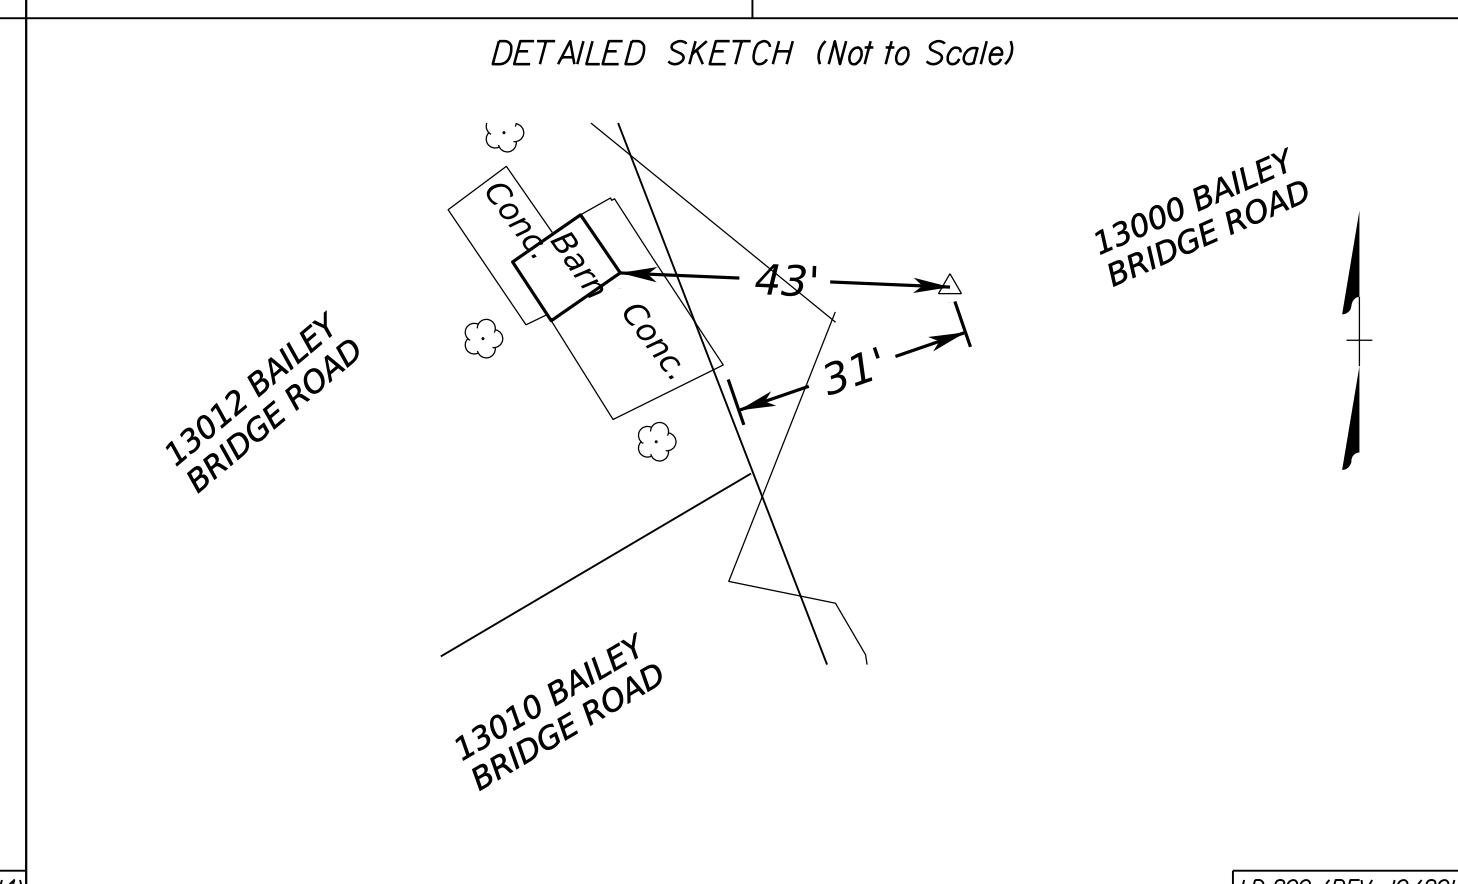 DETAILED SKETCH (Not to Scale)
13000 BAILEY
BRIDGE ROAD
Conc.
Barn
43'
Conc.
31'
13012 BAILEY
BRIDGE ROAD
13010 BAILEY
BRIDGE ROAD